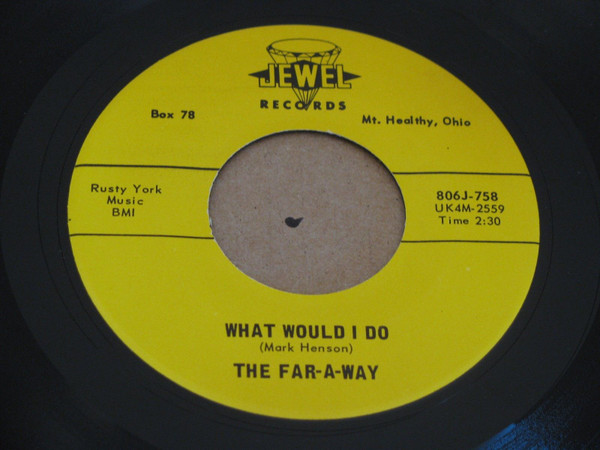 JEWEL
RECORDS
Box 78
Mt. Healthy, Ohio
Rusty York
Music
BMI
806J-758
UK4M-2559
Time 2:30
WHAT WOULD I DO
(Mark Henson)
THE FAR-A-WAY